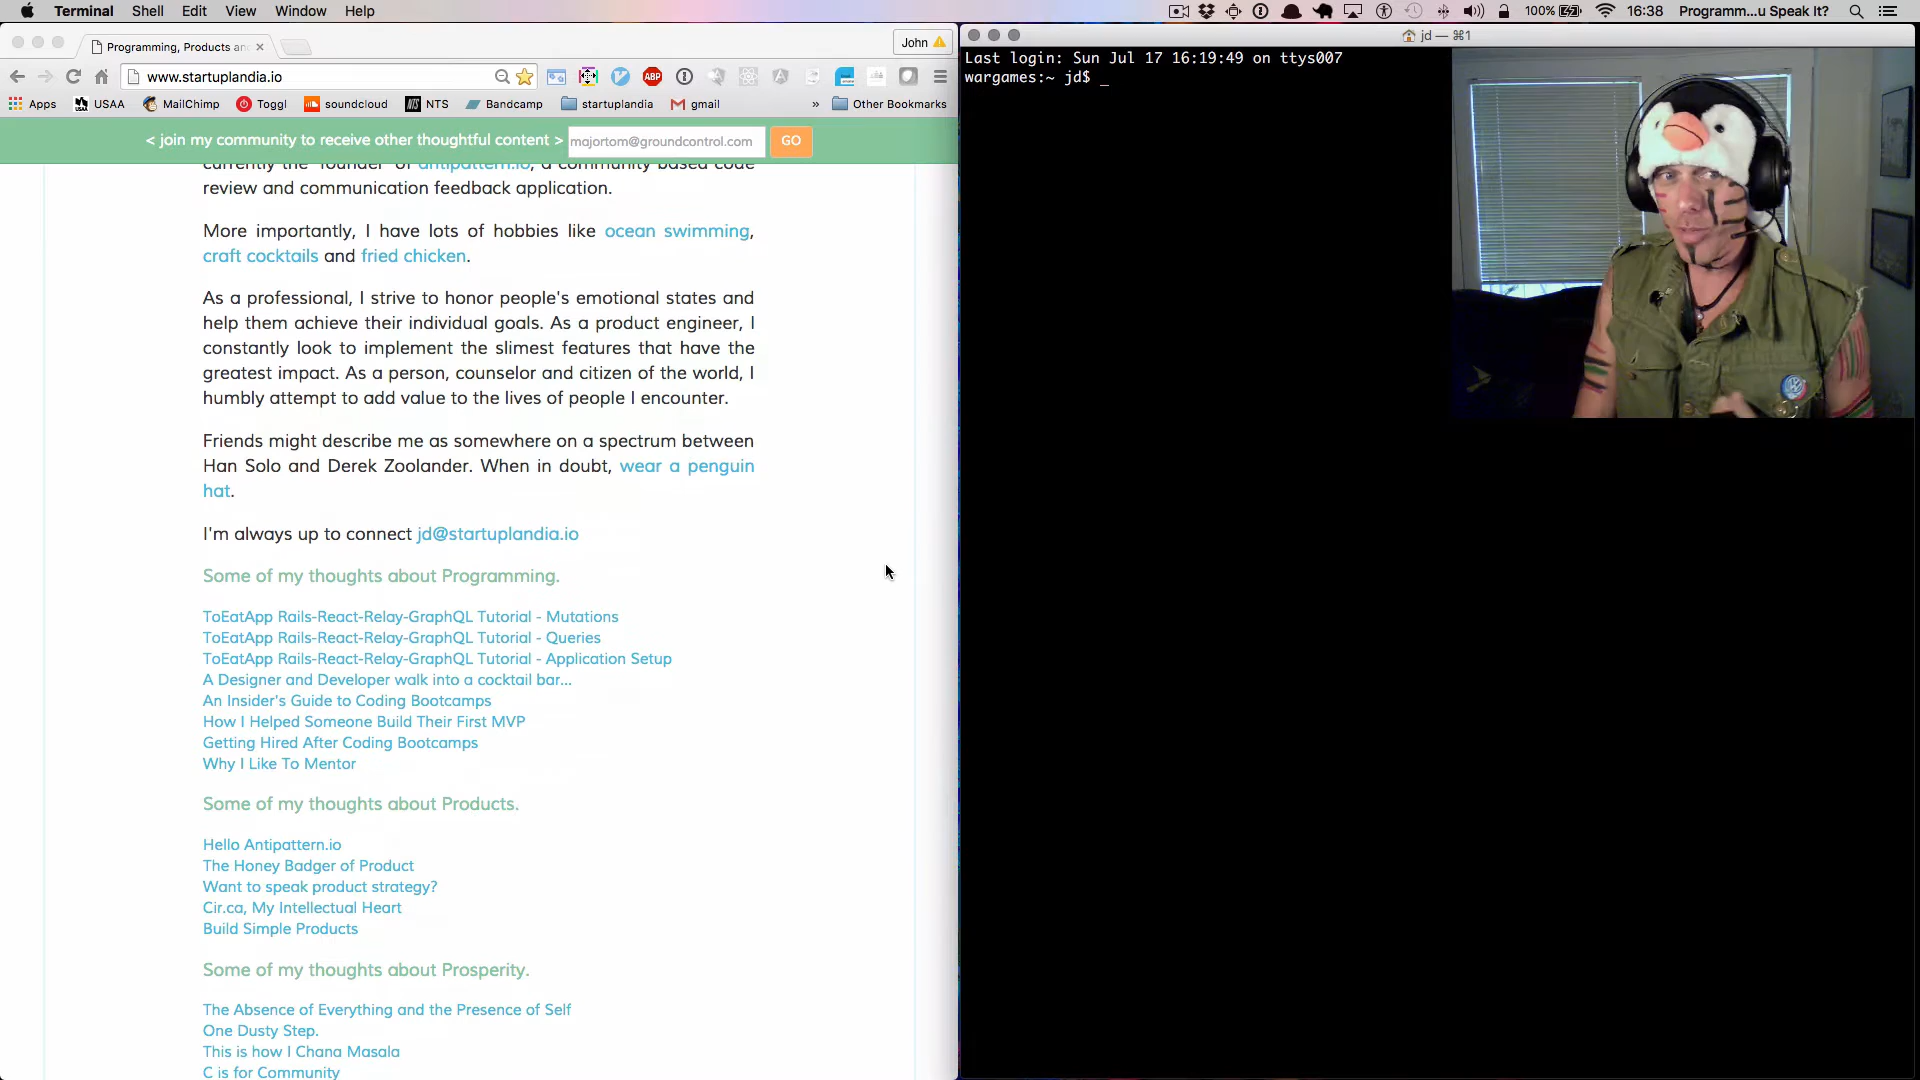 Terminal Shell Edit View Window Help 100% 16:38 Programm...u Speak It?
Programming, Products an
John
www.startuplandia.io
ABP
Apps USAA MailChimp Toggl soundcloud NTS Bandcamp startuplandia gmail » Other Bookmarks
< join my community to receive other thoughtful content > majortom@groundcontrol.com GO
currently the "founder" of antipattern.io, a community based code
review and communication feedback application.
More importantly, I have lots of hobbies like ocean swimming,
craft cocktails and fried chicken.
As a professional, I strive to honor people's emotional states and
help them achieve their individual goals. As a product engineer, I
constantly look to implement the slimest features that have the
greatest impact. As a person, counselor and citizen of the world, I
humbly attempt to add value to the lives of people I encounter.
Friends might describe me as somewhere on a spectrum between
Han Solo and Derek Zoolander. When in doubt, wear a penguin
hat.
I'm always up to connect jd@startuplandia.io
Some of my thoughts about Programming.
ToEatApp Rails-React-Relay-GraphQL Tutorial - Mutations
ToEatApp Rails-React-Relay-GraphQL Tutorial - Queries
ToEatApp Rails-React-Relay-GraphQL Tutorial - Application Setup
A Designer and Developer walk into a cocktail bar...
An Insider's Guide to Coding Bootcamps
How I Helped Someone Build Their First MVP
Getting Hired After Coding Bootcamps
Why I Like To Mentor
Some of my thoughts about Products.
Hello Antipattern.io
The Honey Badger of Product
Want to speak product strategy?
Cir.ca, My Intellectual Heart
Build Simple Products
Some of my thoughts about Prosperity.
The Absence of Everything and the Presence of Self
One Dusty Step.
This is how I Chana Masala
C is for Community
jd — ⌘1
Last login: Sun Jul 17 16:19:49 on ttys007
wargames:~ jd$ _